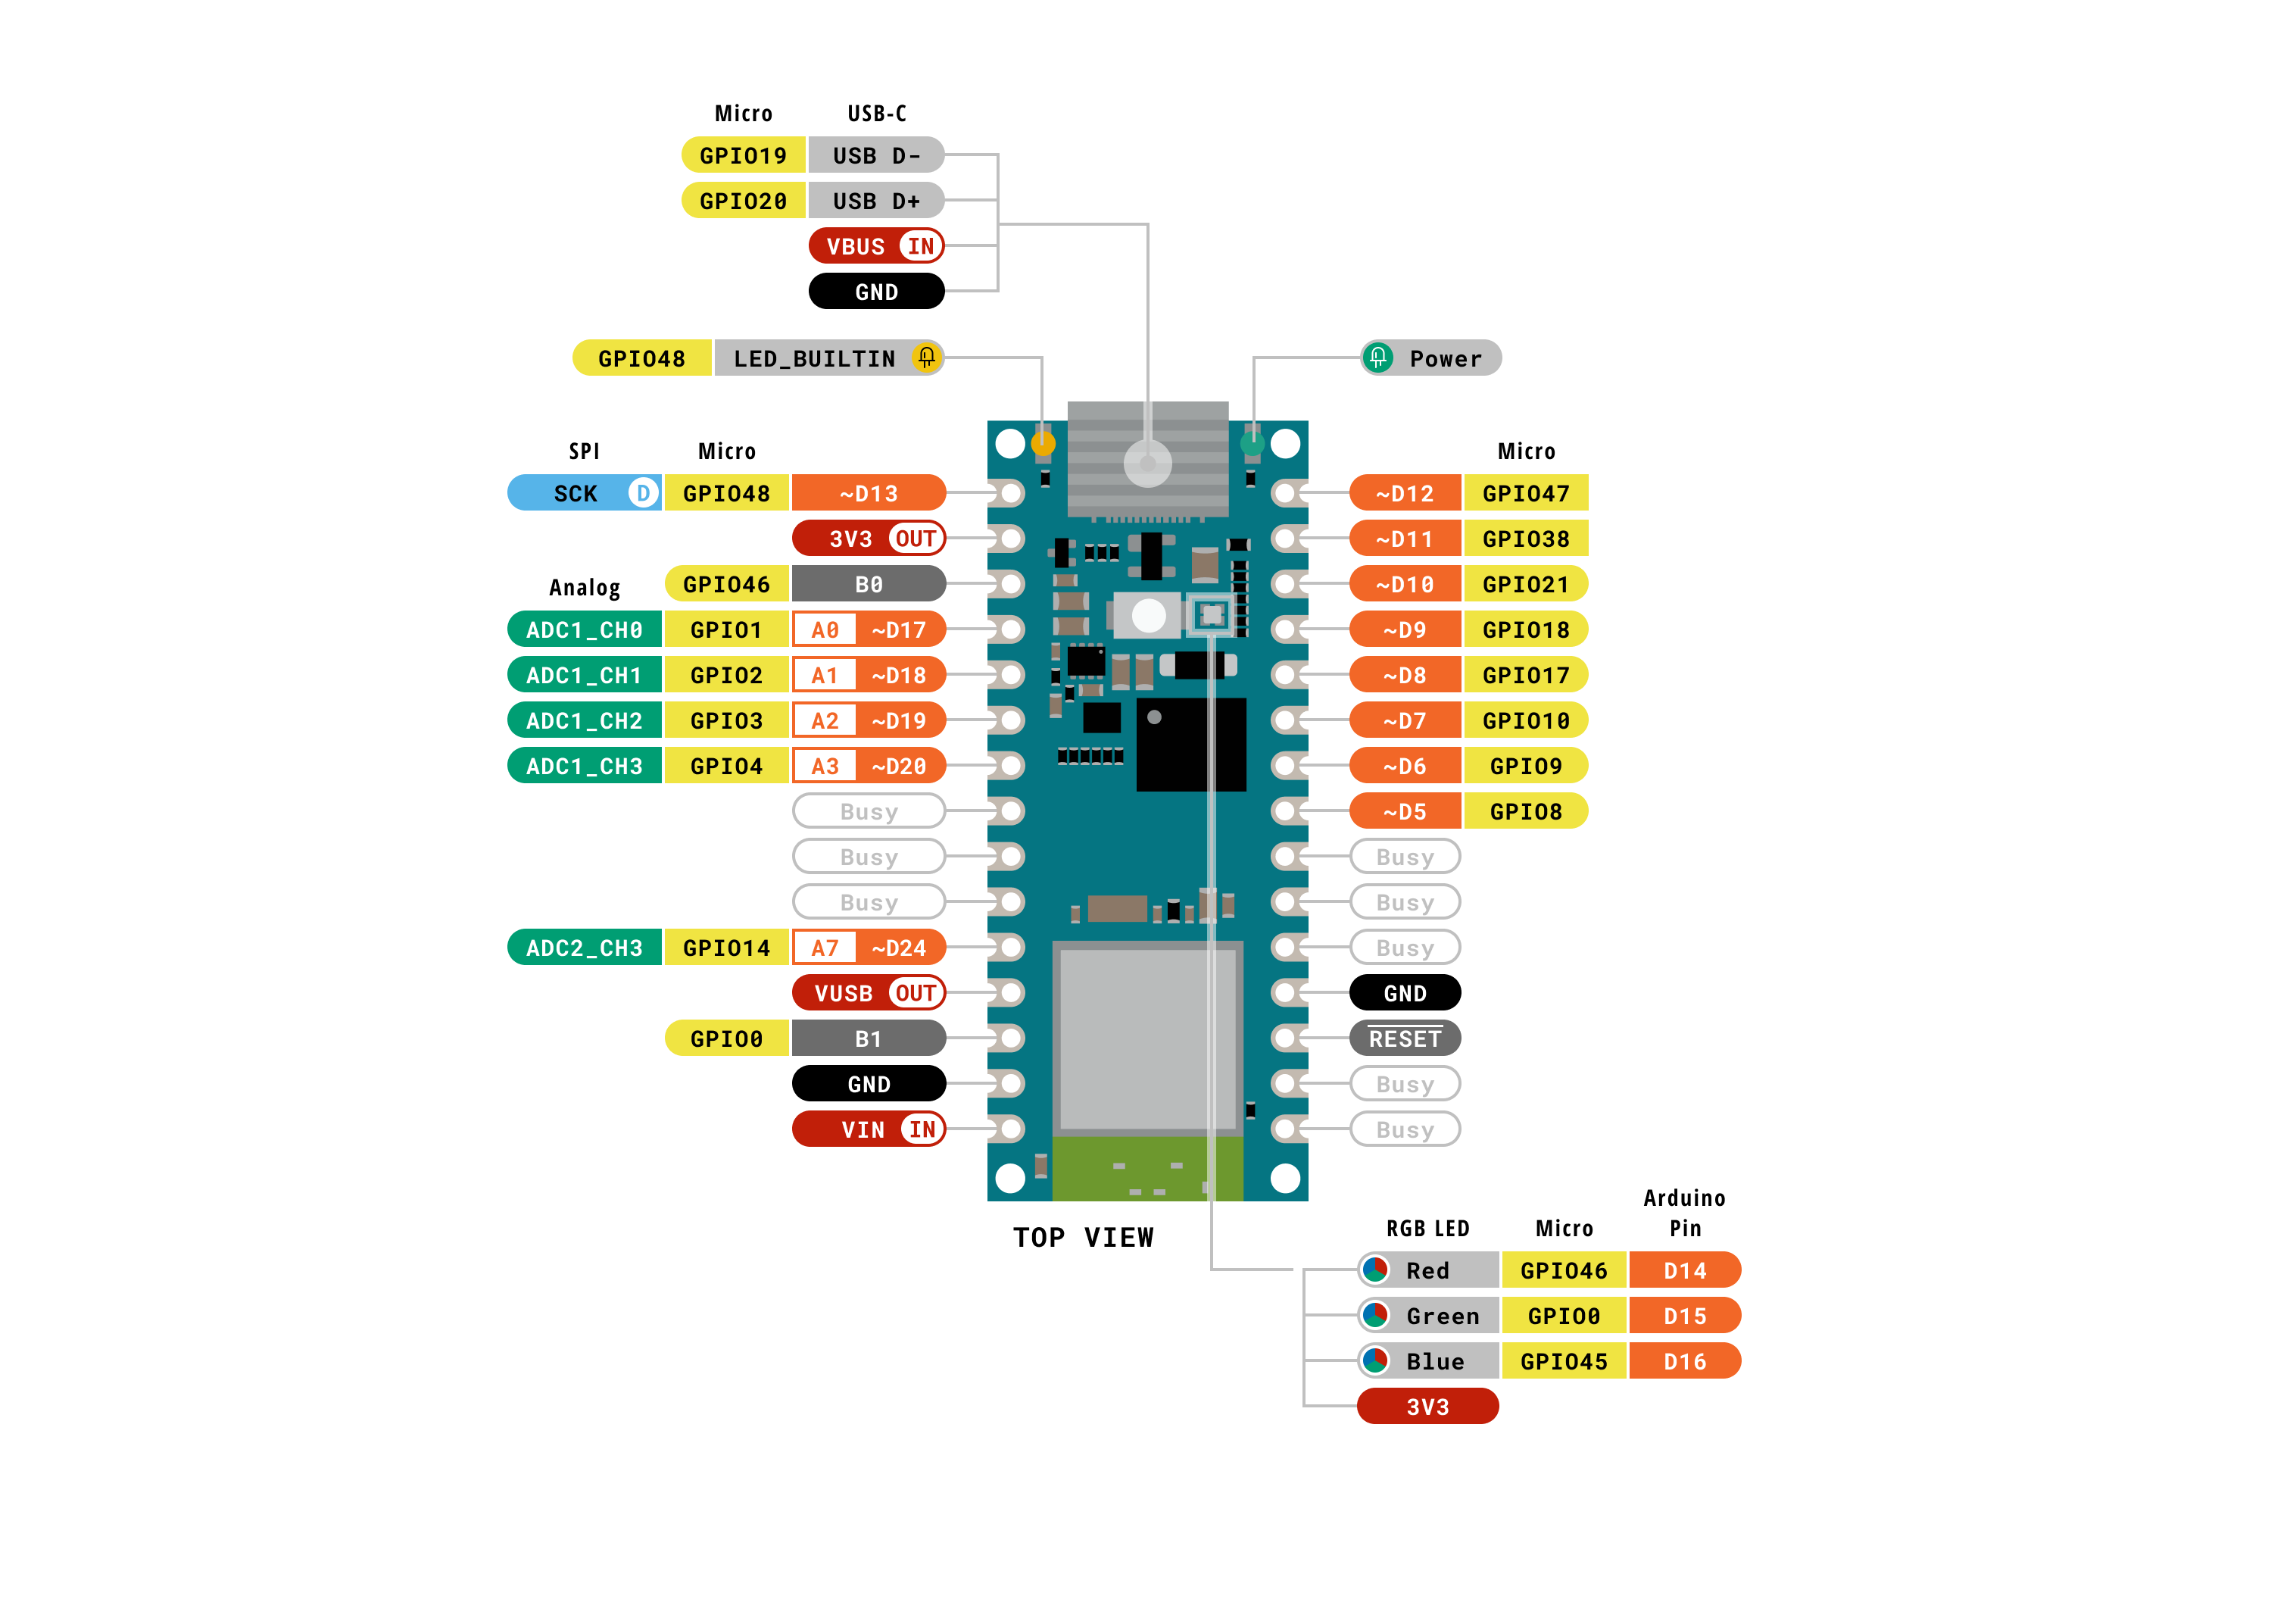 Micro USB-C
GPIO19 USB D-
GPIO20 USB D+
VBUS IN
GND
GPIO48 LED_BUILTIN
Power
SPI Micro
SCK D GPIO48 ~D13
3V3 OUT
GPIO46 B0
Analog
ADC1_CH0 GPIO1 A0 ~D17
ADC1_CH1 GPIO2 A1 ~D18
ADC1_CH2 GPIO3 A2 ~D19
ADC1_CH3 GPIO4 A3 ~D20
Busy
Busy
Busy
ADC2_CH3 GPIO14 A7 ~D24
VUSB OUT
GPIO0 B1
GND
VIN IN
Micro
~D12 GPIO47
~D11 GPIO38
~D10 GPIO21
~D9 GPIO18
~D8 GPIO17
~D7 GPIO10
~D6 GPIO9
~D5 GPIO8
Busy
Busy
Busy
GND
RESET
Busy
Busy
TOP VIEW
RGB LED Micro Arduino
Pin
Red GPIO46 D14
Green GPIO0 D15
Blue GPIO45 D16
3V3